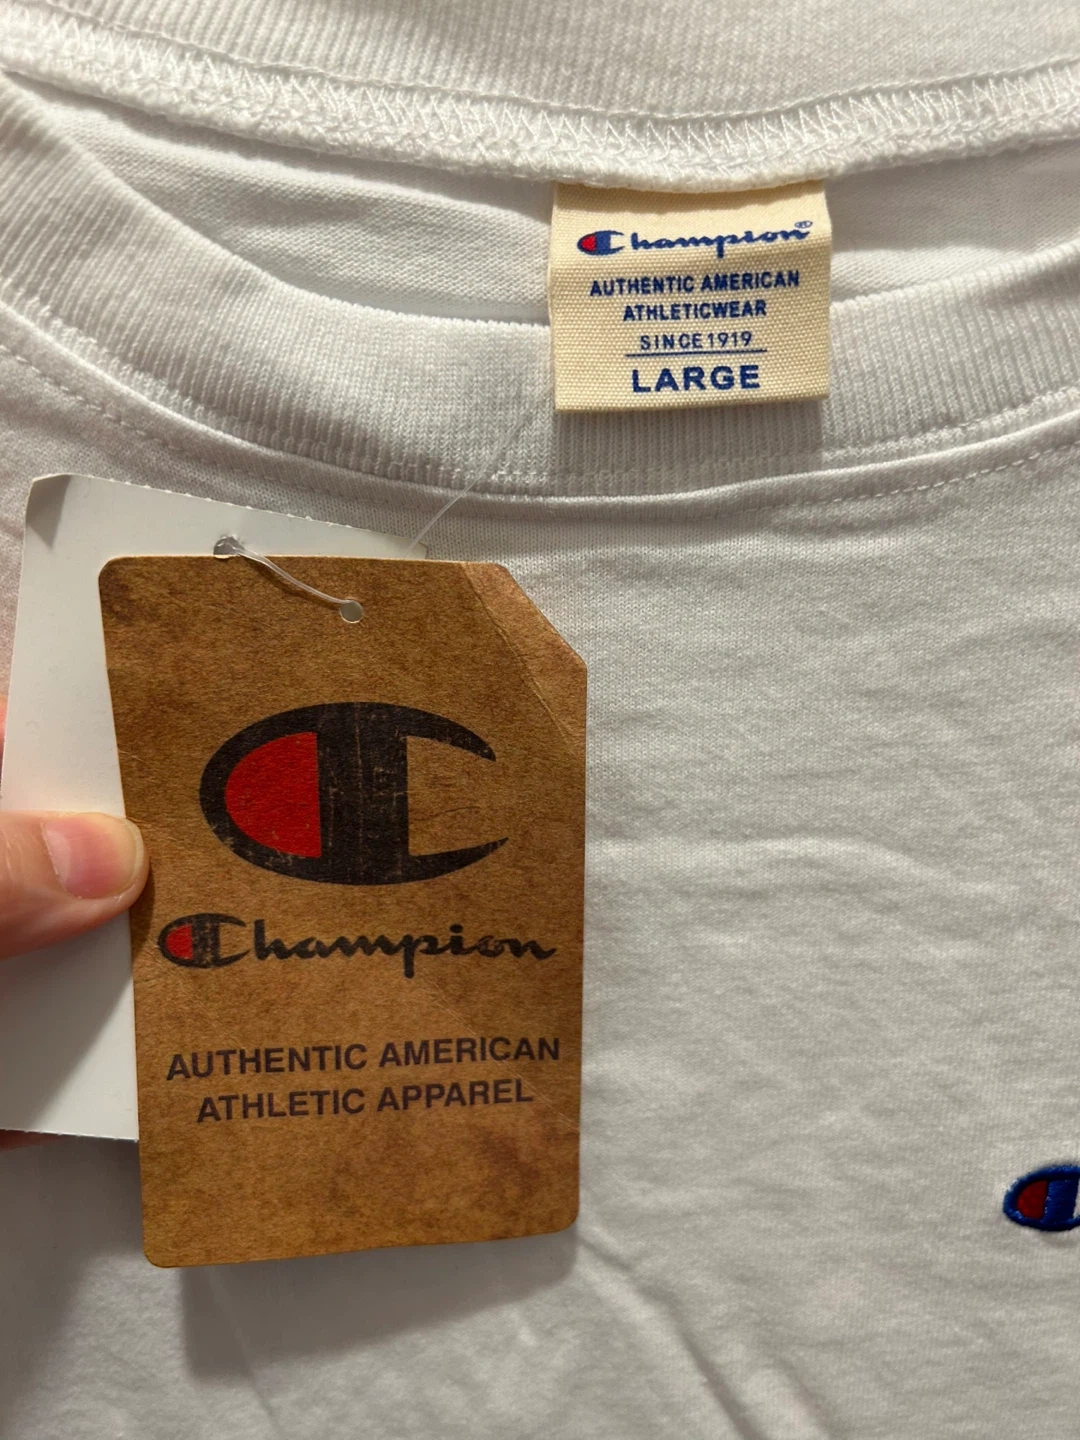 Champion®
AUTHENTIC AMERICAN
ATHLETICWEAR
SINCE 1919
LARGE
Champion
AUTHENTIC AMERICAN
ATHLETIC APPAREL